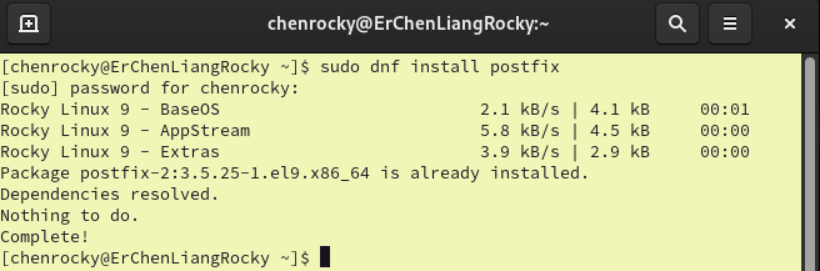 chenrocky@ErChenLiangRocky:~
[chenrocky@ErChenLiangRocky ~]$ sudo dnf install postfix
[sudo] password for chenrocky:
Rocky Linux 9 - BaseOS                          2.1 kB/s | 4.1 kB     00:01
Rocky Linux 9 - AppStream                       5.8 kB/s | 4.5 kB     00:00
Rocky Linux 9 - Extras                          3.9 kB/s | 2.9 kB     00:00
Package postfix-2:3.5.25-1.el9.x86_64 is already installed.
Dependencies resolved.
Nothing to do.
Complete!
[chenrocky@ErChenLiangRocky ~]$